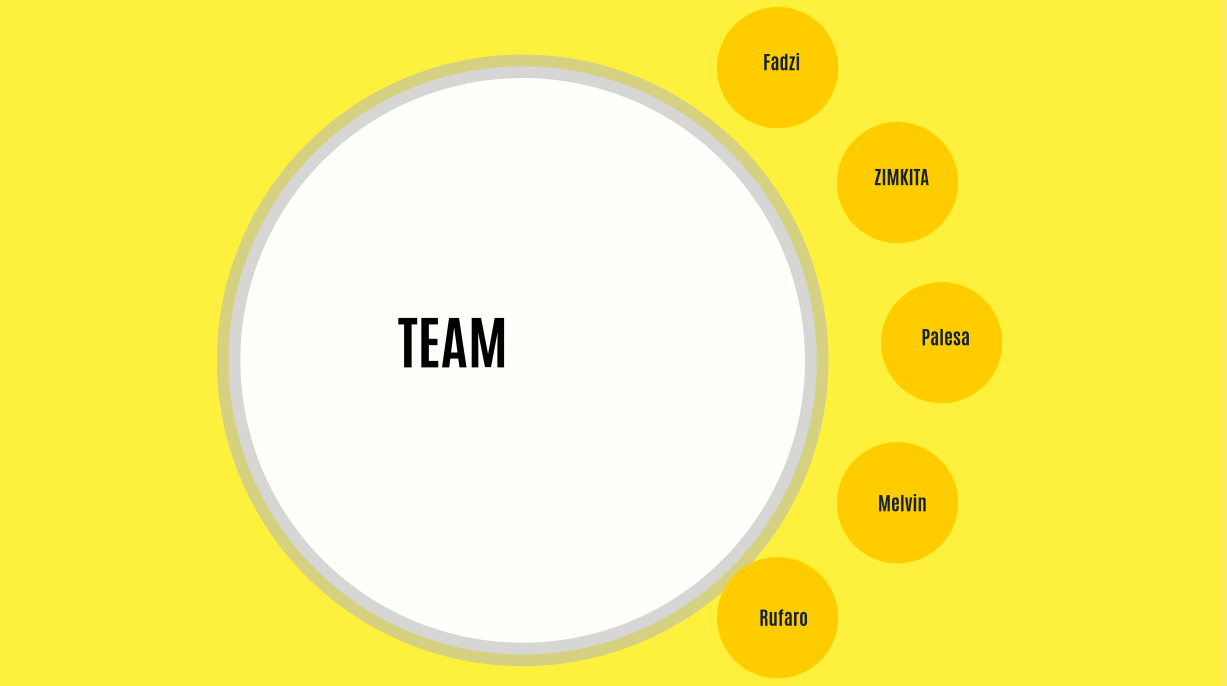 Fadzi
ZIMKITA
TEAM
Palesa
Melvin
Rufaro